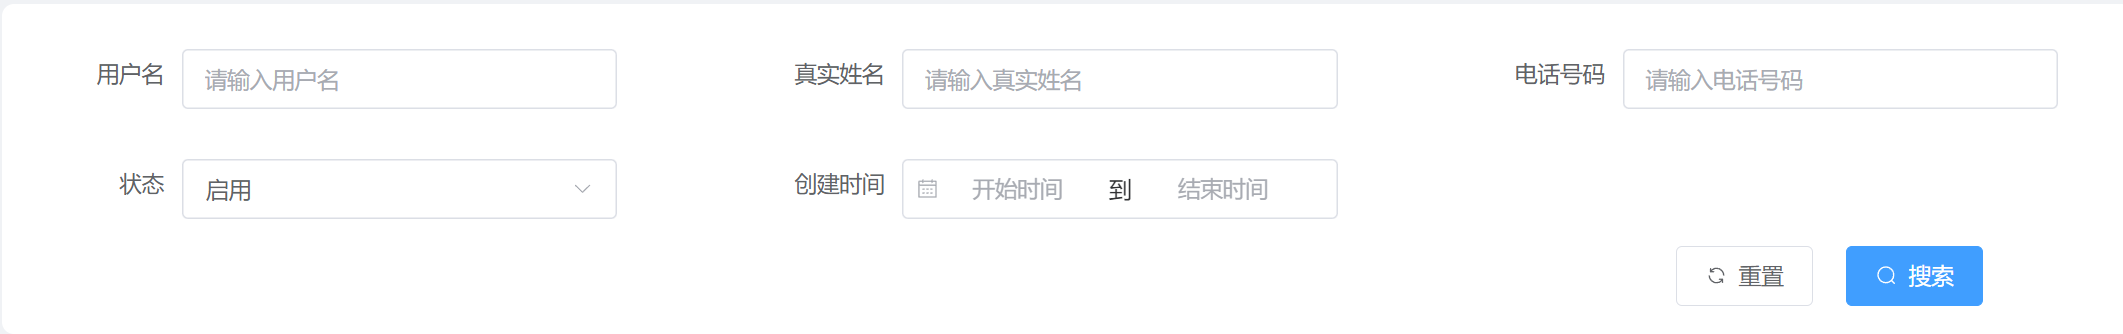 用户名 请输入用户名 真实姓名 请输入真实姓名 电话号码 请输入电话号码
状态 启用 创建时间 开始时间 到 结束时间
重置 搜索